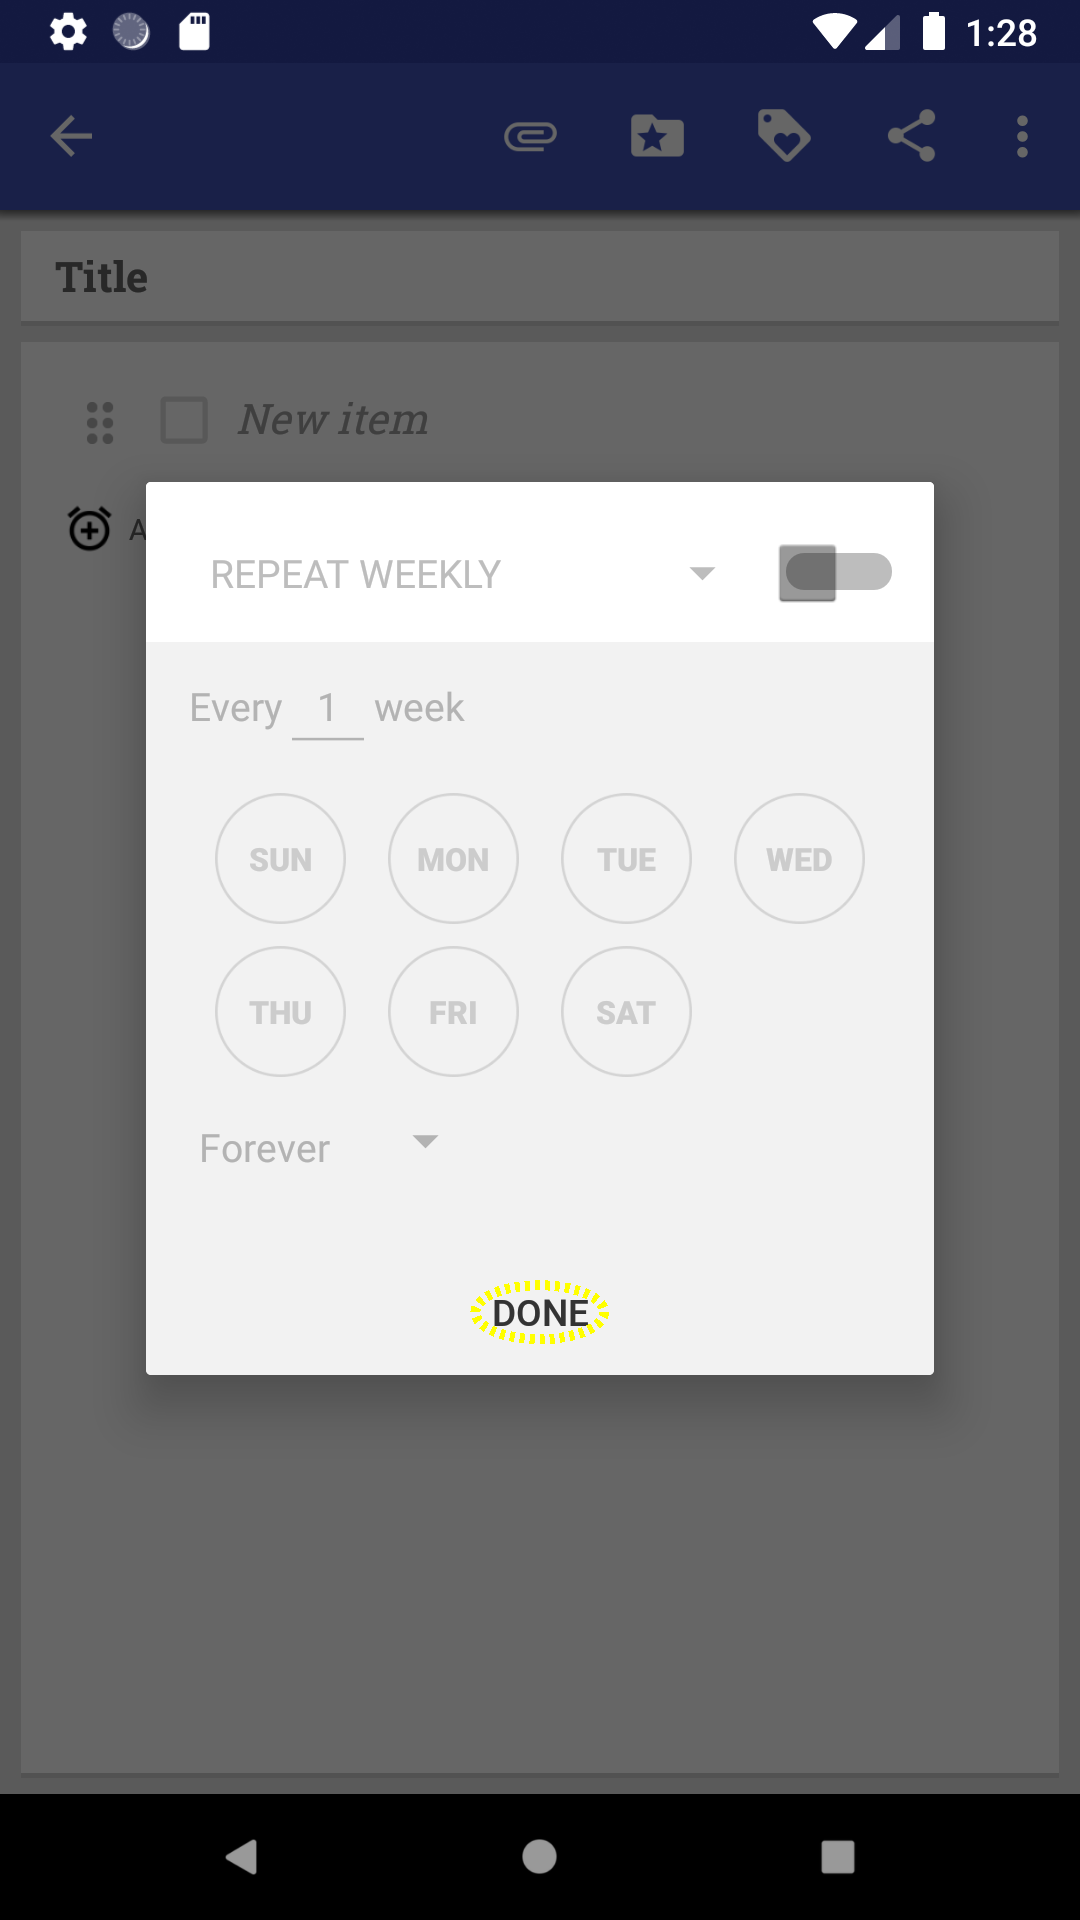 1:28
Title
New item
A
REPEAT WEEKLY
Every 1 week
SUN MON TUE WED
THU FRI SAT
Forever
DONE